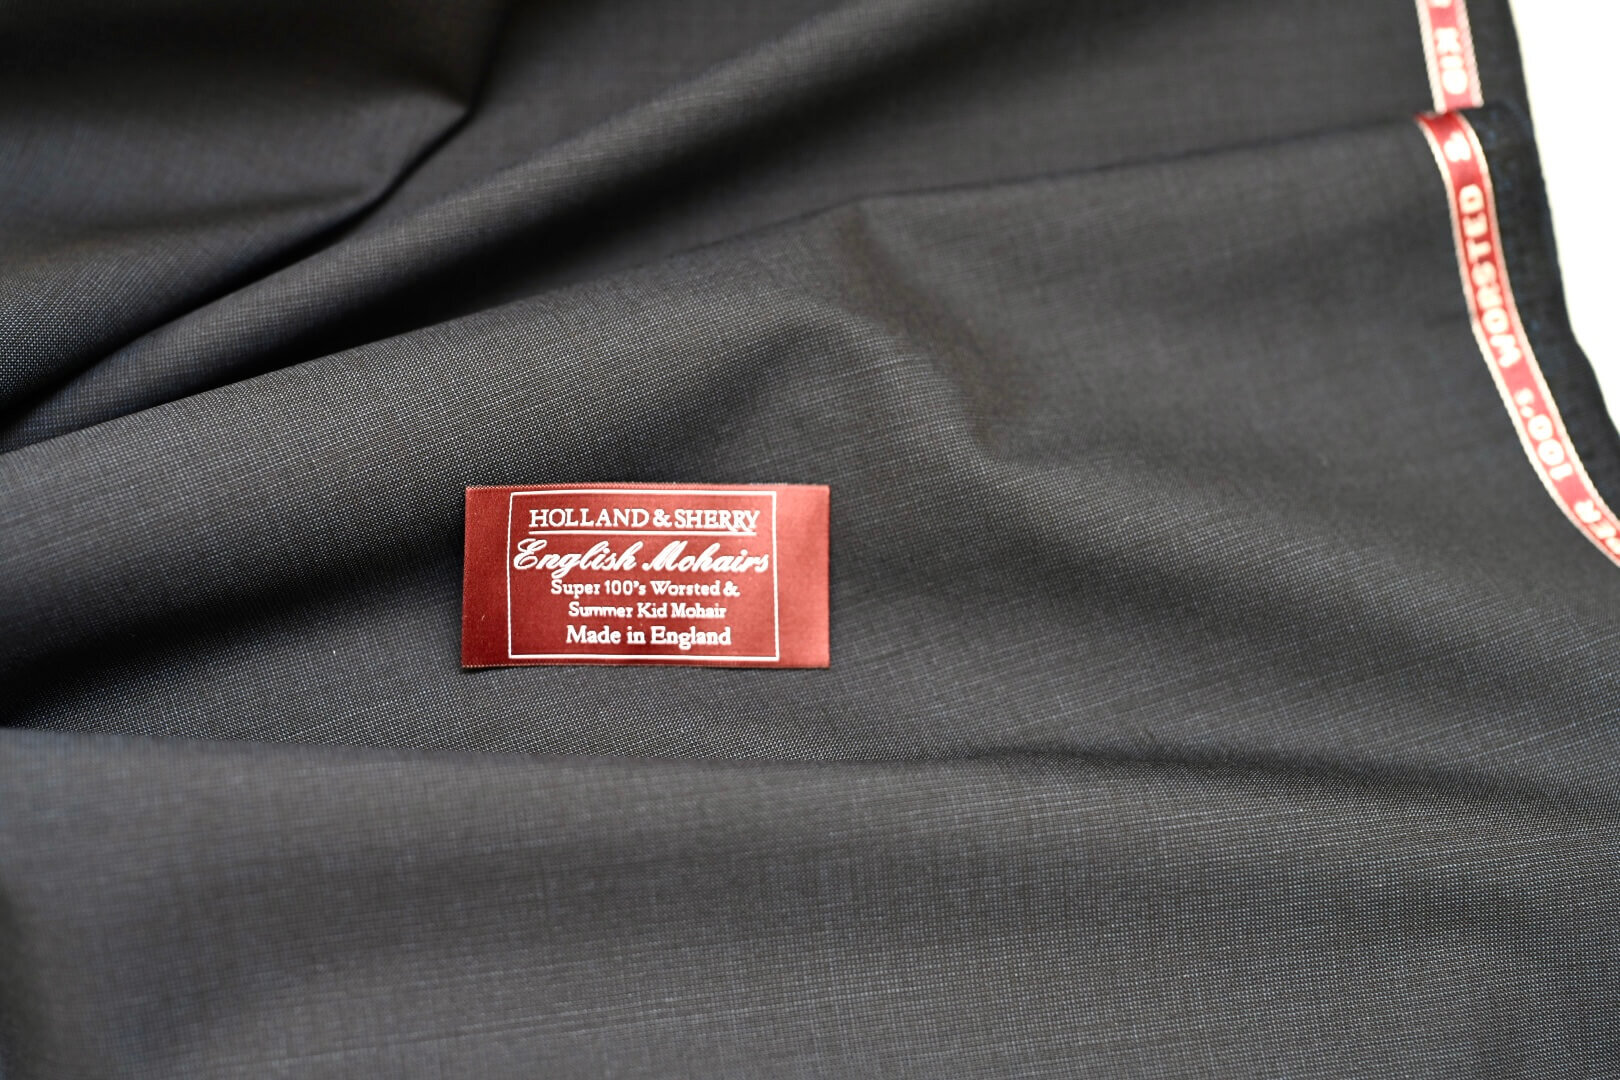 HOLLAND & SHERRY
English Mohairs
Super 100's Worsted &
Summer Kid Mohair
Made in England
100's WORSTED &